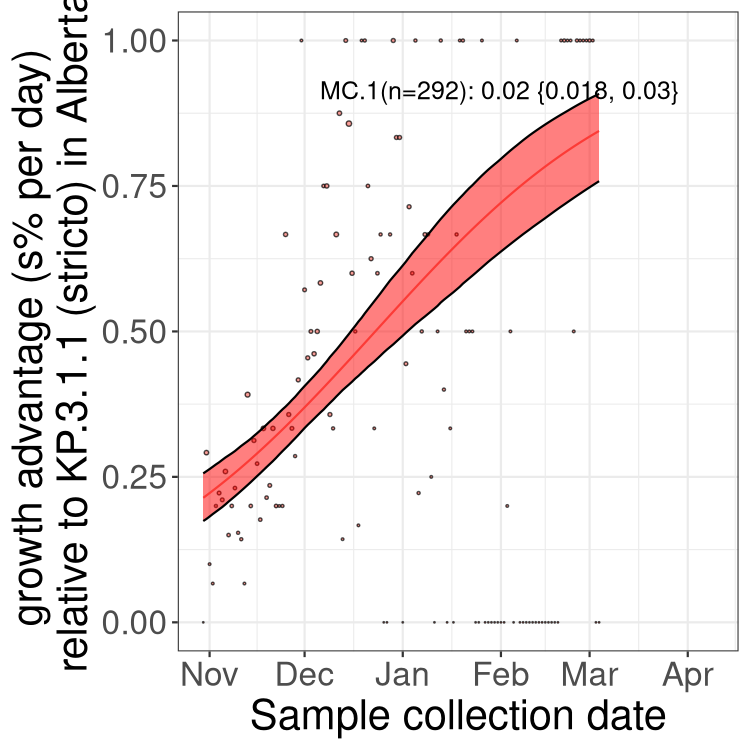 growth advantage (s% per day)
relative to KP.3.1.1 (stricto) in Alberta
1.00
0.75
0.50
0.25
0.00
MC.1(n=292): 0.02 {0.018, 0.03}
Nov Dec Jan Feb Mar Apr
Sample collection date